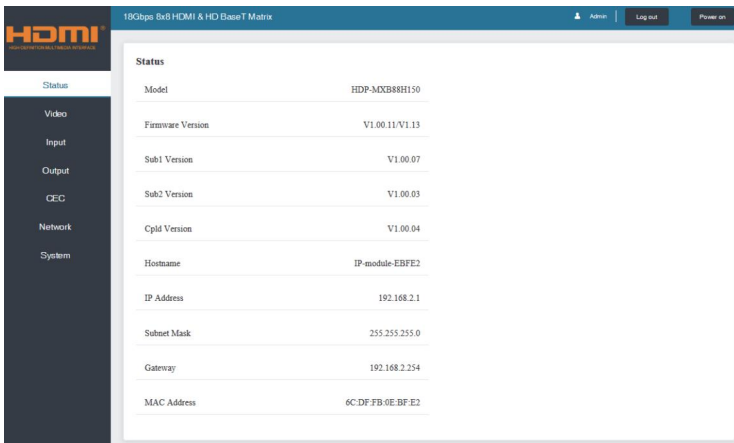 18Gbps 8x8 HDMI & HD BaseT Matrix
Admin
Log out
Power on
HDMI®
HIGH-DEFINITION MULTIMEDIA INTERFACE
Status
Video
Input
Output
CEC
Network
System
Status
Model HDP-MXB88H150
Firmware Version V1.00.11/V1.13
Sub1 Version V1.00.07
Sub2 Version V1.00.03
Cpld Version V1.00.04
Hostname IP-module-EBFE2
IP Address 192.168.2.1
Subnet Mask 255.255.255.0
Gateway 192.168.2.254
MAC Address 6C:DF:FB:0E:BF:E2